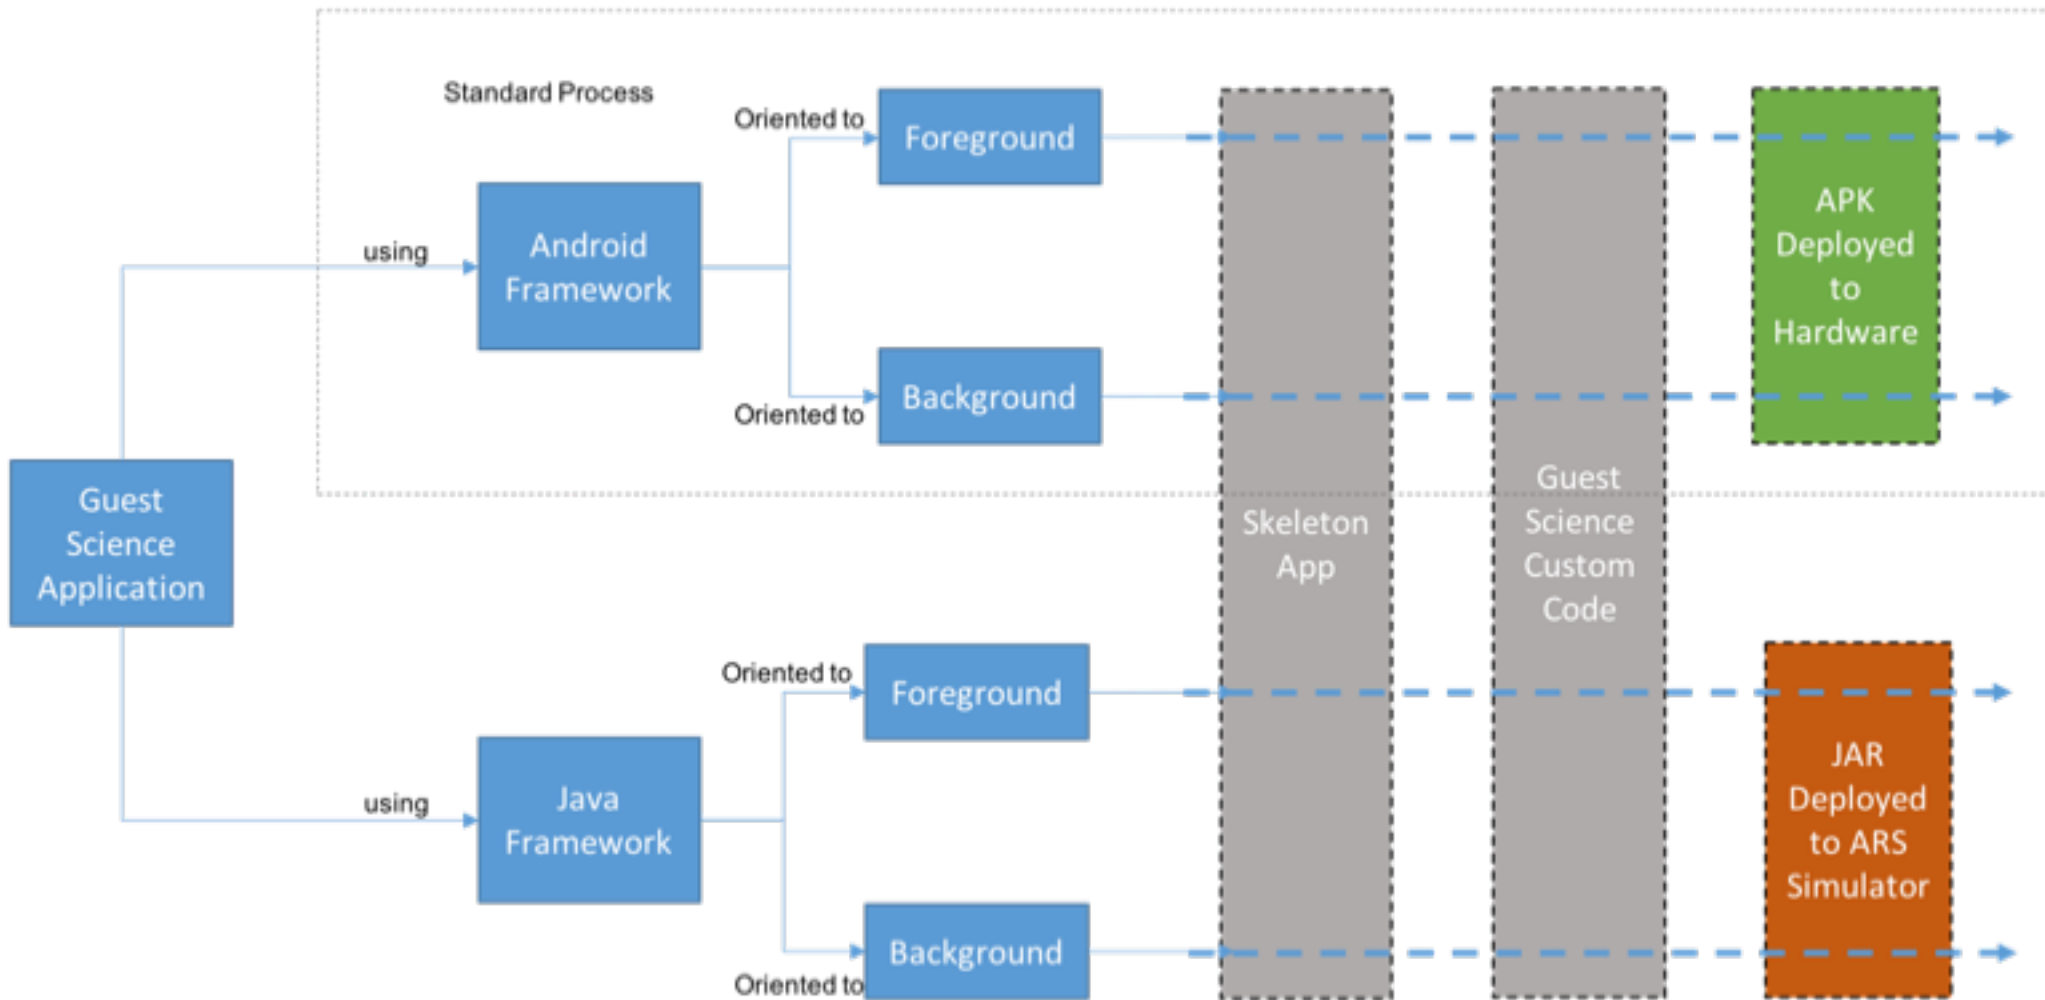 Standard Process
Oriented to
Foreground
using
Android
Framework
Background
Oriented to
APK
Deployed
to
Hardware
Guest
Science
Application
Skeleton
App
Guest
Science
Custom
Code
Oriented to
Foreground
using
Java
Framework
Background
Oriented to
JAR
Deployed
to ARS
Simulator